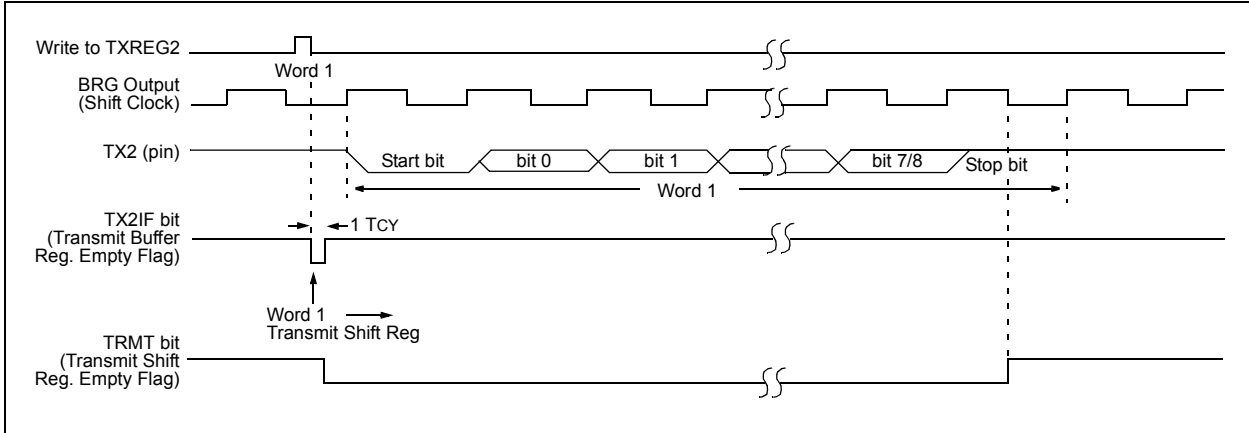 Write to TXREG2
Word 1
BRG Output
(Shift Clock)
TX2 (pin)
Start bit
bit 0
bit 1
bit 7/8
Stop bit
Word 1
TX2IF bit
(Transmit Buffer
Reg. Empty Flag)
1 TCY
Word 1
Transmit Shift Reg
TRMT bit
(Transmit Shift
Reg. Empty Flag)